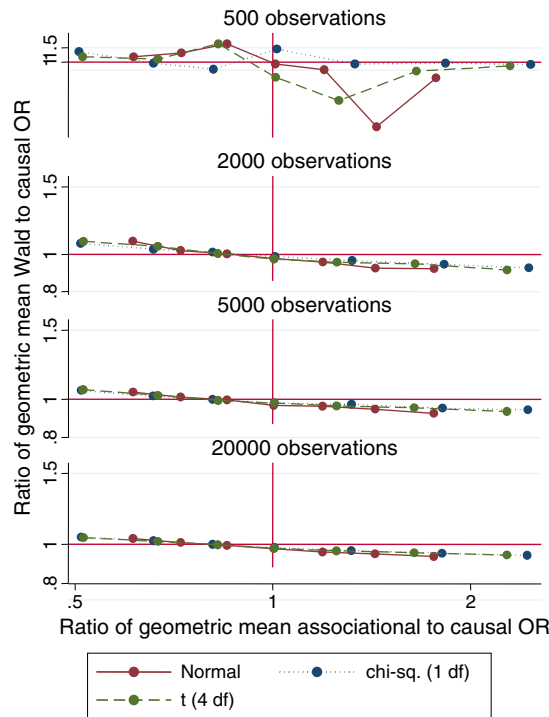 500 observations
11.5
2000 observations
1.5
1
.8
5000 observations
1.5
1
.8
20000 observations
1.5
1
.8
.5 1 2
Ratio of geometric mean Wald to causal OR
Ratio of geometric mean associational to causal OR
Normal chi-sq. (1 df)
t (4 df)